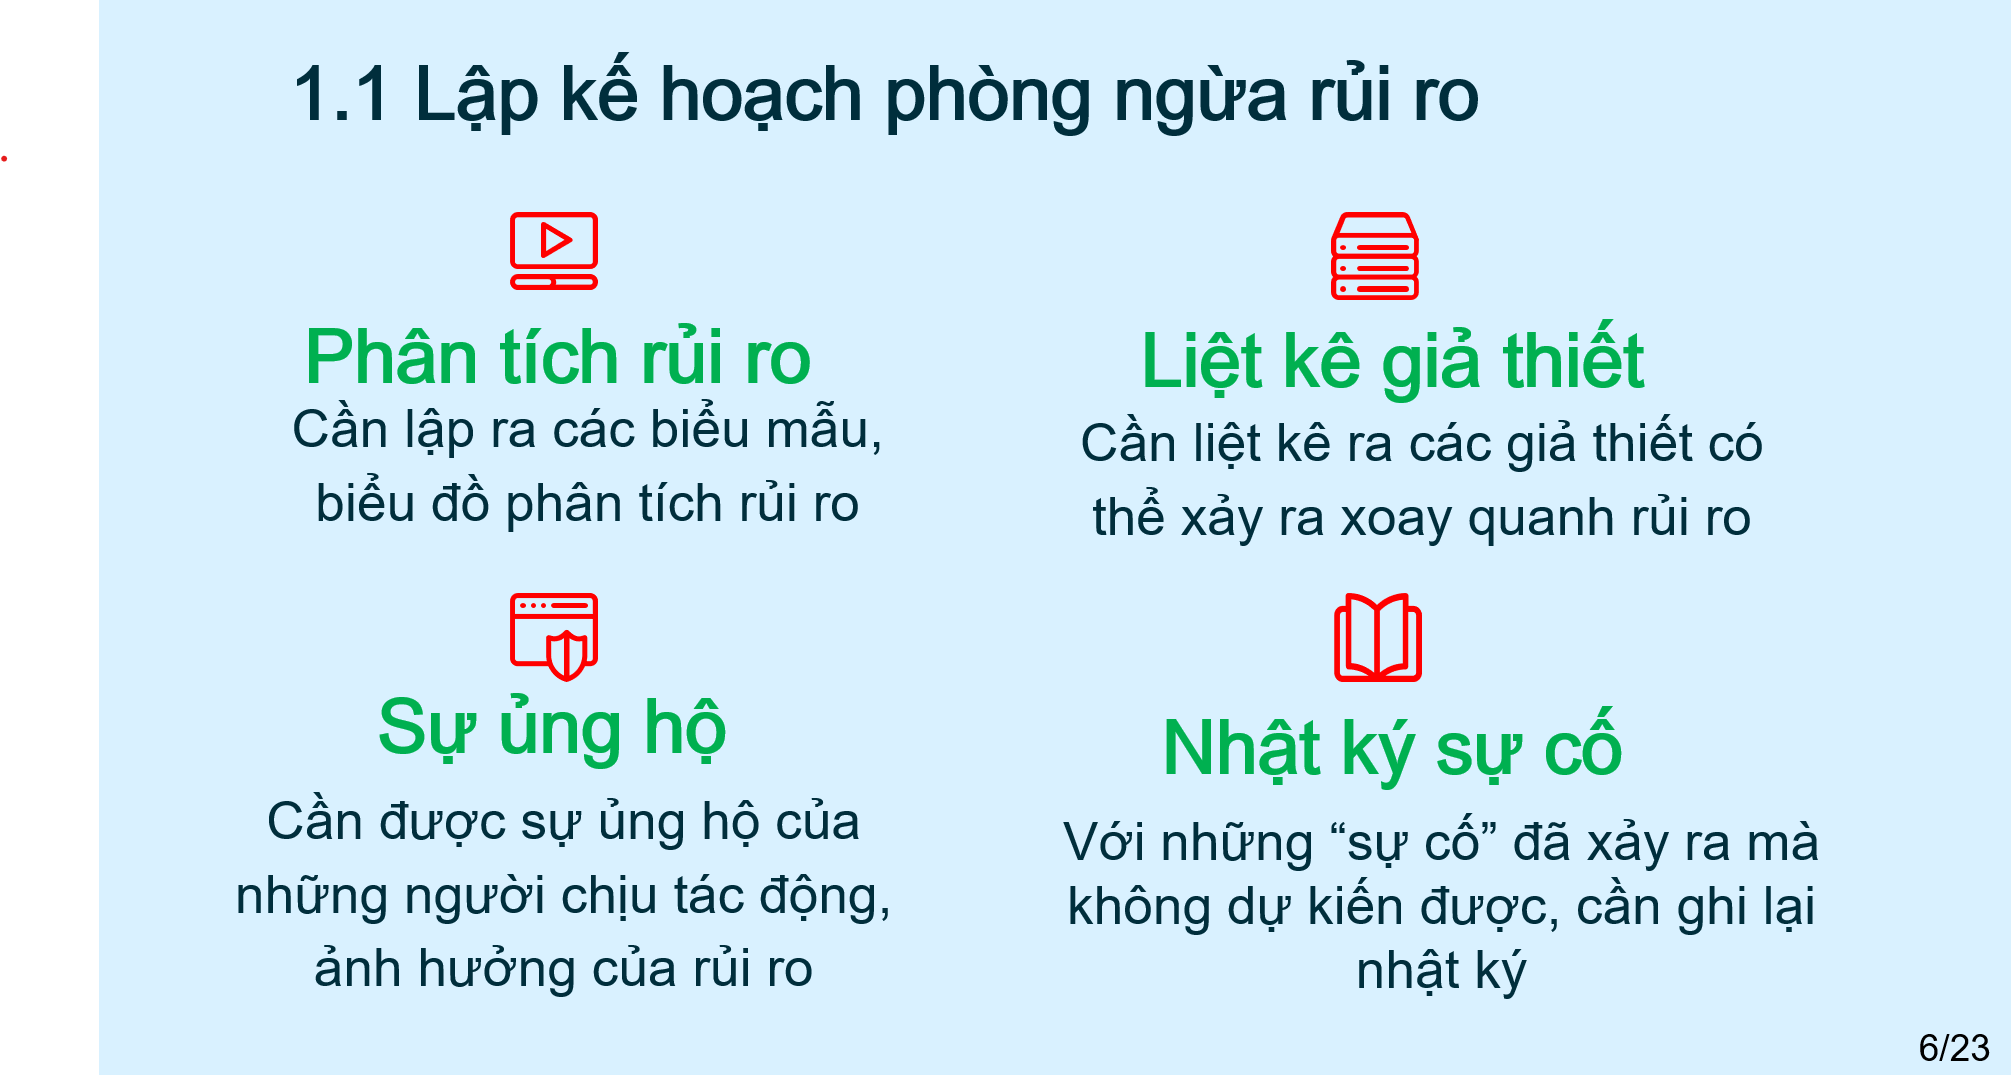 1.1 Lập kế hoạch phòng ngừa rủi ro
Phân tích rủi ro
Cần lập ra các biểu mẫu,
biểu đồ phân tích rủi ro
Liệt kê giả thiết
Cần liệt kê ra các giả thiết có
thể xảy ra xoay quanh rủi ro
Sự ủng hộ
Cần được sự ủng hộ của
những người chịu tác động,
ảnh hưởng của rủi ro
Nhật ký sự cố
Với những “sự cố” đã xảy ra mà
không dự kiến được, cần ghi lại
nhật ký
6/23